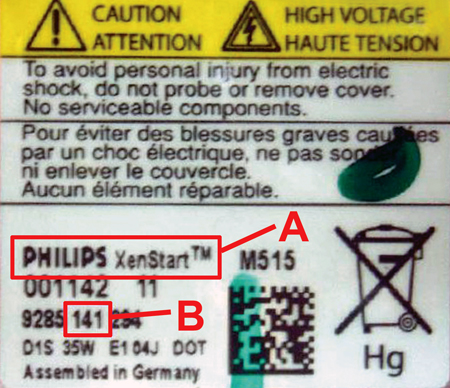 CAUTION
ATTENTION
HIGH VOLTAGE
HAUTE TENSION
To avoid personal injury from electric
shock, do not probe or remove cover.
No serviceable components.
Pour éviter des blessures graves causées
par un choc électrique, ne pas sonder
ni enlever le couvercle.
Aucun élément réparable.
A
PHILIPS XenStart™ M515
001142 11
9285 141 294
B
D1S 35W E1 04J DOT
Assembled in Germany
Hg